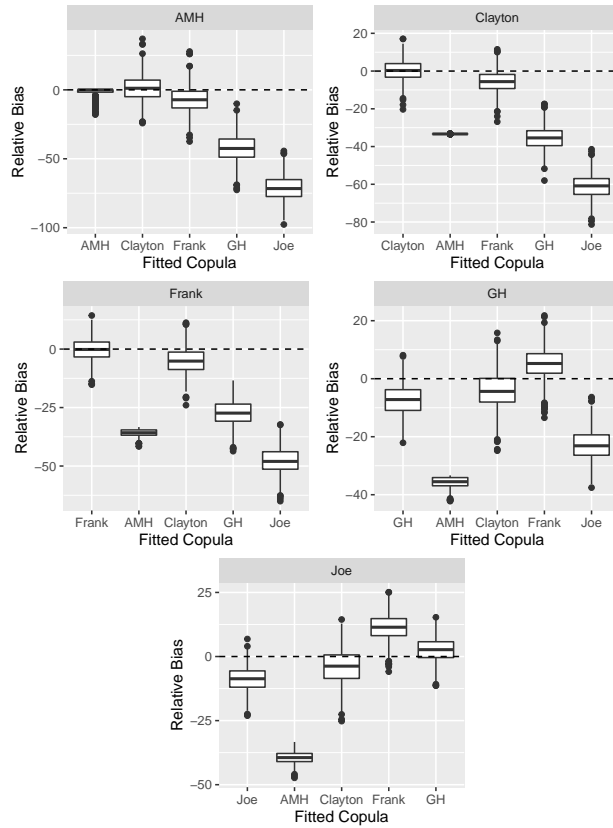 AMH
Relative Bias
0
−50
−100
AMH Clayton Frank GH Joe
Fitted Copula
Clayton
Relative Bias
20
0
−20
−40
−60
−80
Clayton AMH Frank GH Joe
Fitted Copula
Frank
Relative Bias
0
−25
−50
Frank AMH Clayton GH Joe
Fitted Copula
GH
Relative Bias
20
0
−20
−40
GH AMH Clayton Frank Joe
Fitted Copula
Joe
Relative Bias
25
0
−25
−50
Joe AMH Clayton Frank GH
Fitted Copula